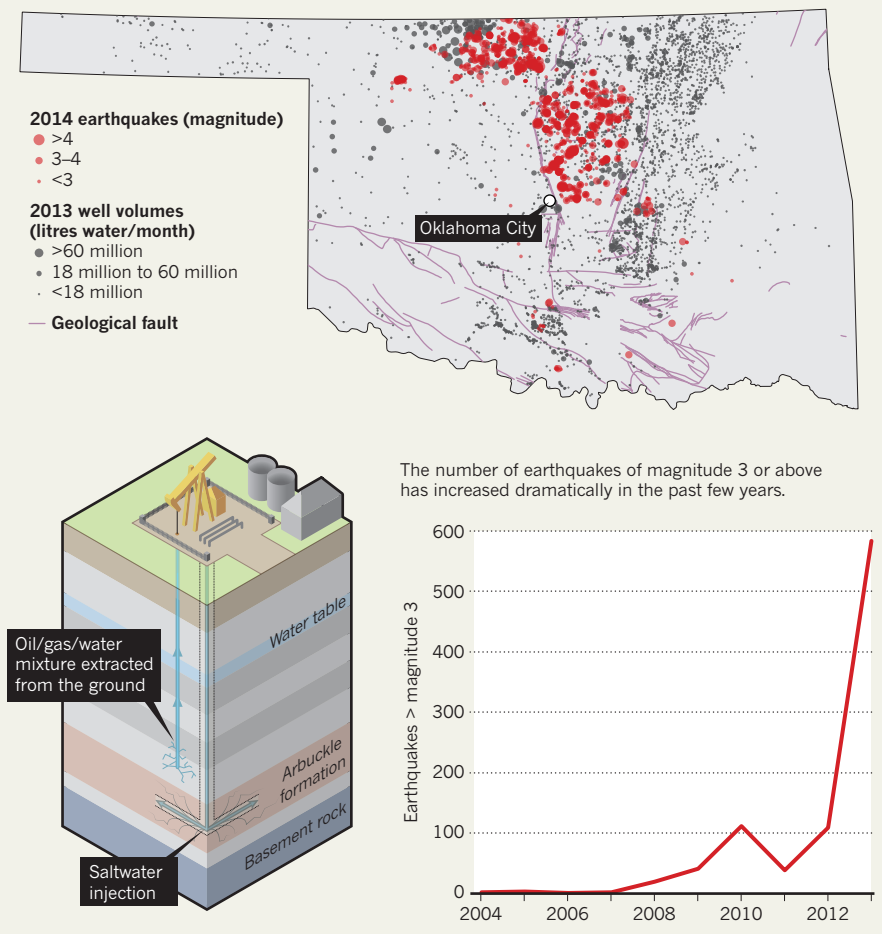 2014 earthquakes (magnitude)
>4
3–4
<3
2013 well volumes
(litres water/month)
>60 million
18 million to 60 million
<18 million
Geological fault
Oklahoma City
Water table
Oil/gas/water
mixture extracted
from the ground
Arbuckle
formation
Basement rock
Saltwater
injection
The number of earthquakes of magnitude 3 or above
has increased dramatically in the past few years.
Earthquakes > magnitude 3
600
500
400
300
200
100
0
2004
2006
2008
2010
2012